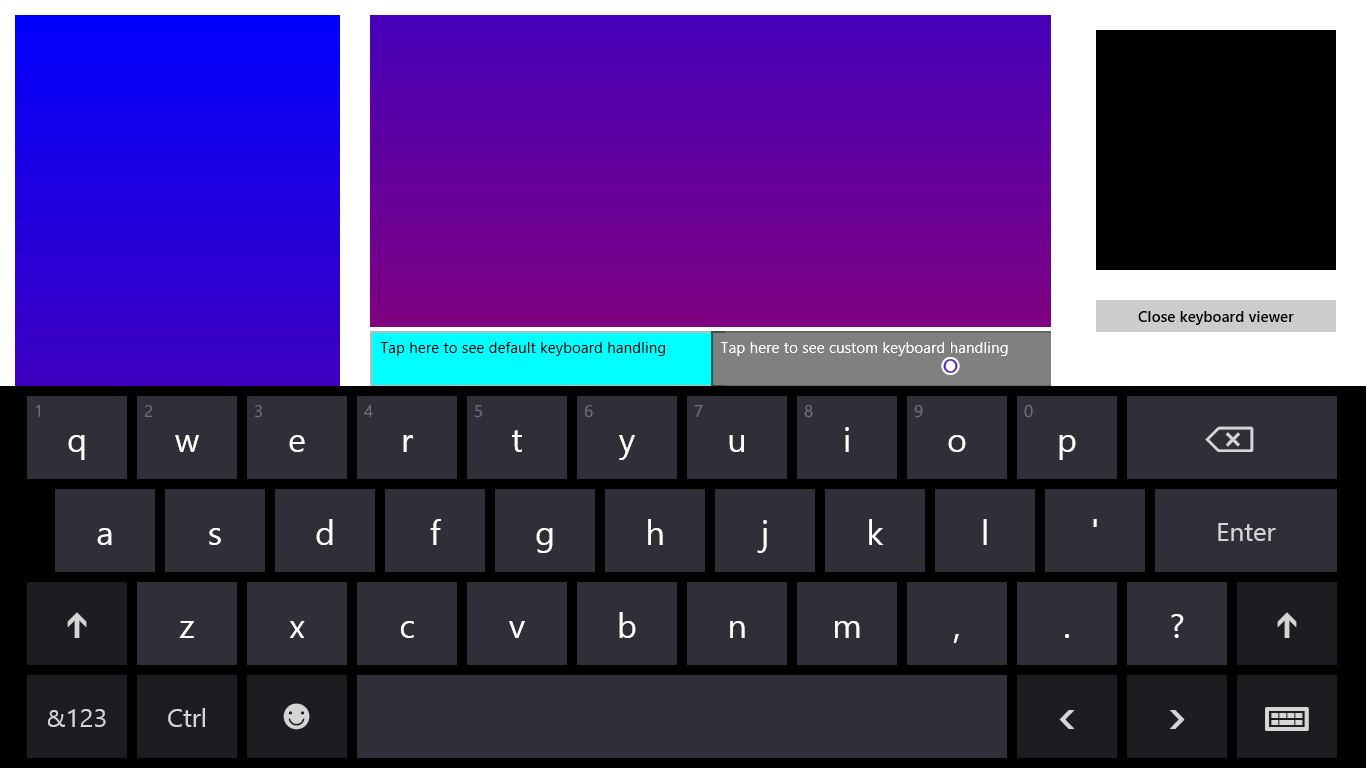 Close keyboard viewer
Tap here to see default keyboard handling
Tap here to see custom keyboard handling
1 2 3 4 5 6 7 8 9 0
q w e r t y u i o p
a s d f g h j k l ' Enter
z x c v b n m , . ?
&123 Ctrl < >